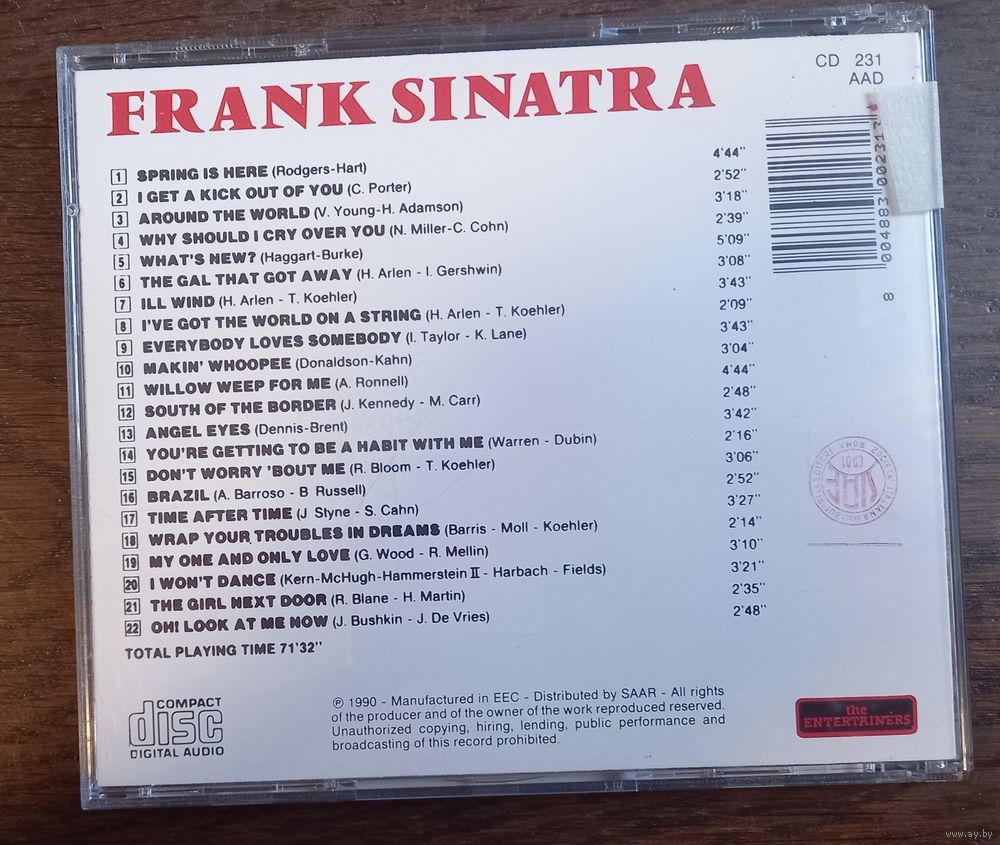 FRANK SINATRA
CD 231
AAD
1 SPRING IS HERE (Rodgers-Hart) 4'44"
2 I GET A KICK OUT OF YOU (C. Porter) 2'52"
3 AROUND THE WORLD (V. Young-H. Adamson) 3'18"
4 WHY SHOULD I CRY OVER YOU (N. Miller-C. Cohn) 2'39"
5 WHAT'S NEW? (Haggart-Burke) 5'09"
6 THE GAL THAT GOT AWAY (H. Arlen - I. Gershwin) 3'08"
7 ILL WIND (H. Arlen - T. Koehler) 3'43"
8 I'VE GOT THE WORLD ON A STRING (H. Arlen - T. Koehler) 2'09"
9 EVERYBODY LOVES SOMEBODY (I. Taylor - K. Lane) 3'43"
10 MAKIN' WHOOPEE (Donaldson-Kahn) 3'04"
11 WILLOW WEEP FOR ME (A. Ronnell) 4'44"
12 SOUTH OF THE BORDER (J. Kennedy - M. Carr) 2'48"
13 ANGEL EYES (Dennis-Brent) 3'42"
14 YOU'RE GETTING TO BE A HABIT WITH ME (Warren - Dubin) 2'16"
15 DON'T WORRY 'BOUT ME (R. Bloom - T. Koehler) 3'06"
16 BRAZIL (A. Barroso - B Russell) 2'52"
17 TIME AFTER TIME (J Styne - S. Cahn) 3'27"
18 WRAP YOUR TROUBLES IN DREAMS (Barris - Moll - Koehler) 2'14"
19 MY ONE AND ONLY LOVE (G. Wood - R. Mellin) 3'10"
20 I WON'T DANCE (Kern-McHugh-Hammerstein II - Harbach - Fields) 3'21"
21 THE GIRL NEXT DOOR (R. Blane - H. Martin) 2'35"
22 OH! LOOK AT ME NOW (J. Bushkin - J. De Vries) 2'48"
TOTAL PLAYING TIME 71'32"
COMPACT
disc
DIGITAL AUDIO
℗ 1990 - Manufactured in EEC - Distributed by SAAR - All rights
of the producer and of the owner of the work reproduced reserved.
Unauthorized copying, hiring, lending, public performance and
broadcasting of this record prohibited.
the
ENTERTAINERS
8
www.ay.by